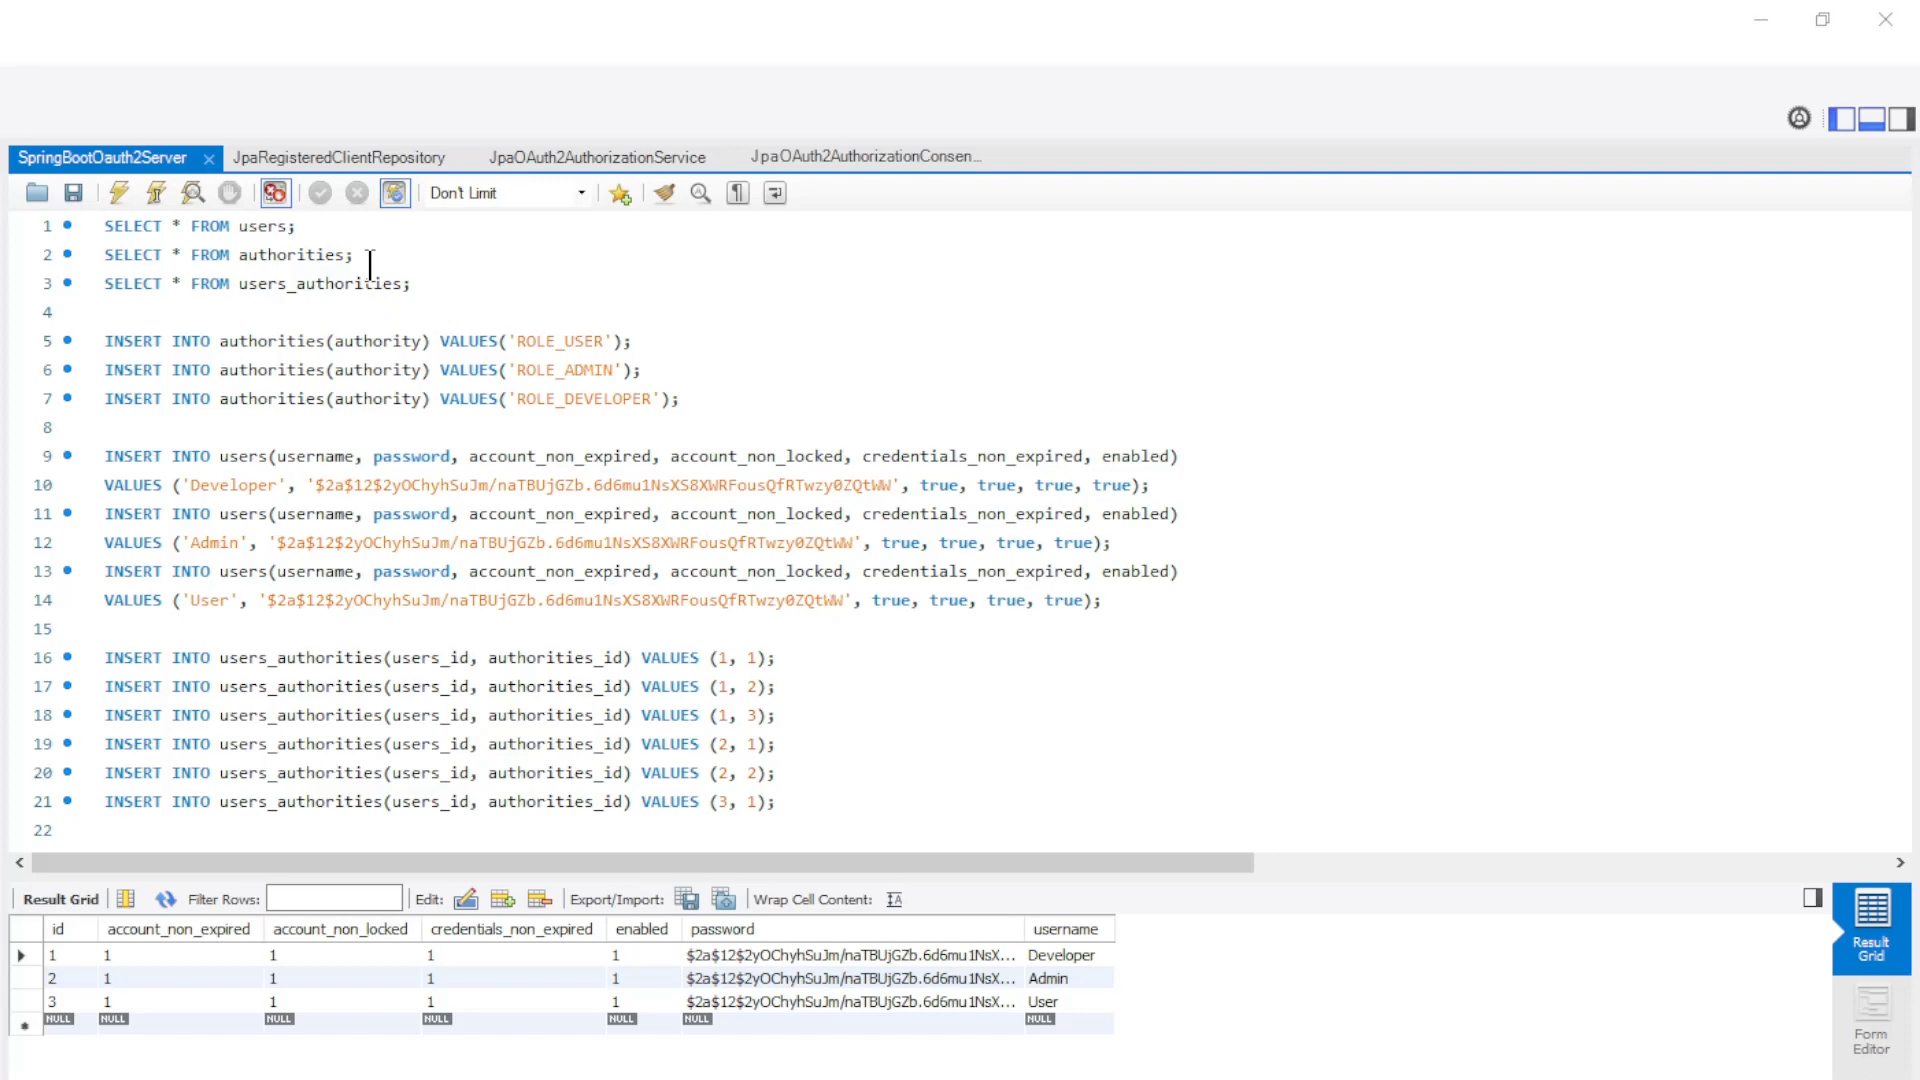 SpringBootOauth2Server JpaRegisteredClientRepository JpaOAuth2AuthorizationService JpaOAuth2AuthorizationConsen...
Don't Limit
1 SELECT * FROM users;
2 SELECT * FROM authorities;
3 SELECT * FROM users_authorities;
4
5 INSERT INTO authorities(authority) VALUES('ROLE_USER');
6 INSERT INTO authorities(authority) VALUES('ROLE_ADMIN');
7 INSERT INTO authorities(authority) VALUES('ROLE_DEVELOPER');
8
9 INSERT INTO users(username, password, account_non_expired, account_non_locked, credentials_non_expired, enabled)
10 VALUES ('Developer', '$2a$12$2yOChyhSuJm/naTBUjGZb.6d6mu1NsXS8XWRFousQfRTwzy0ZQtWW', true, true, true, true);
11 INSERT INTO users(username, password, account_non_expired, account_non_locked, credentials_non_expired, enabled)
12 VALUES ('Admin', '$2a$12$2yOChyhSuJm/naTBUjGZb.6d6mu1NsXS8XWRFousQfRTwzy0ZQtWW', true, true, true, true);
13 INSERT INTO users(username, password, account_non_expired, account_non_locked, credentials_non_expired, enabled)
14 VALUES ('User', '$2a$12$2yOChyhSuJm/naTBUjGZb.6d6mu1NsXS8XWRFousQfRTwzy0ZQtWW', true, true, true, true);
15
16 INSERT INTO users_authorities(users_id, authorities_id) VALUES (1, 1);
17 INSERT INTO users_authorities(users_id, authorities_id) VALUES (1, 2);
18 INSERT INTO users_authorities(users_id, authorities_id) VALUES (1, 3);
19 INSERT INTO users_authorities(users_id, authorities_id) VALUES (2, 1);
20 INSERT INTO users_authorities(users_id, authorities_id) VALUES (2, 2);
21 INSERT INTO users_authorities(users_id, authorities_id) VALUES (3, 1);
22
Result Grid Filter Rows: Edit: Export/Import: Wrap Cell Content:
id account_non_expired account_non_locked credentials_non_expired enabled password username
1 1 1 1 1 $2a$12$2yOChyhSuJm/naTBUjGZb.6d6mu1NsX... Developer
2 1 1 1 1 $2a$12$2yOChyhSuJm/naTBUjGZb.6d6mu1NsX... Admin
3 1 1 1 1 $2a$12$2yOChyhSuJm/naTBUjGZb.6d6mu1NsX... User
NULL NULL NULL NULL NULL NULL NULL
Result
Grid
Form
Editor